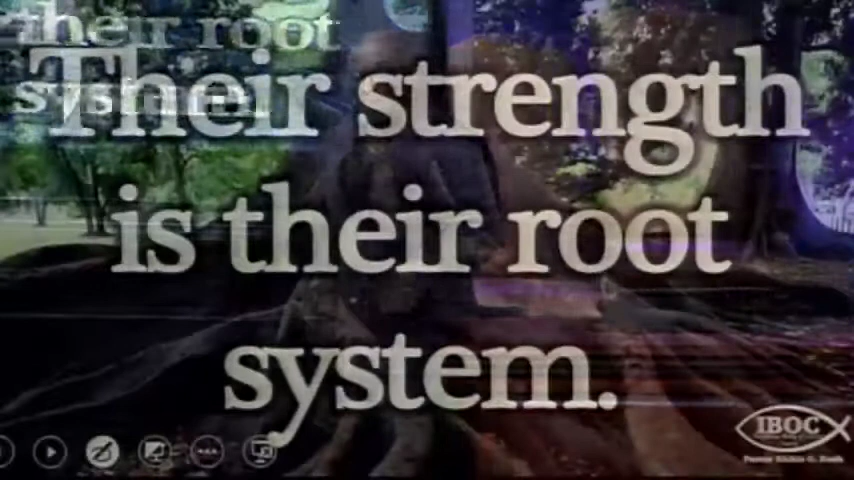 their root
Their strength
is their root
system.
IBOC